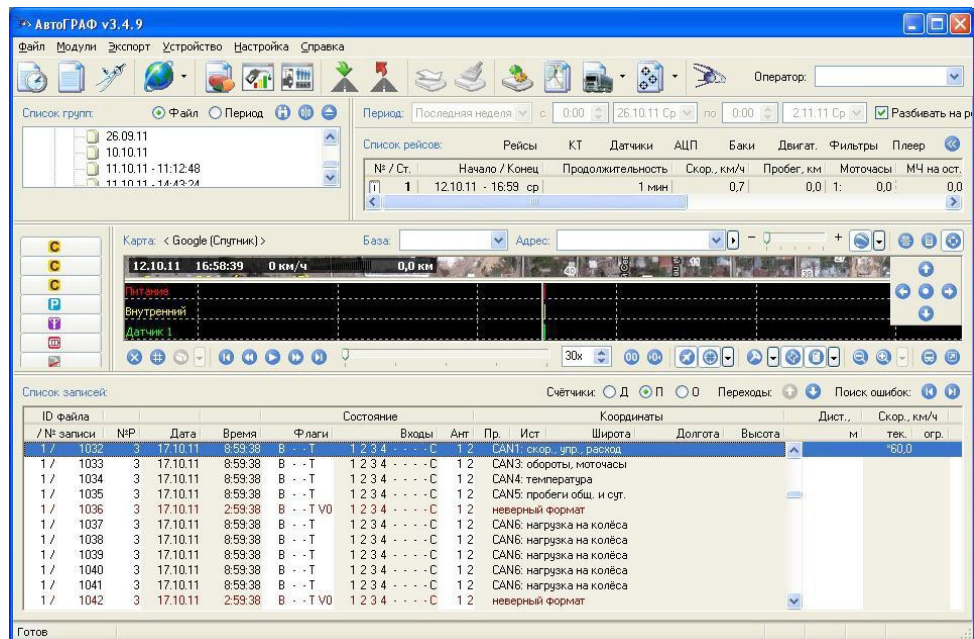 АвтоГРАФ v3.4.9
Файл Модули Экспорт Устройство Настройка Справка
Оператор:
Список групп: Файл Период
Период: Последняя неделя с 0:00 26.10.11 Ср по 0:00 2.11.11 Ср Разбивать на р
26.09.11
10.10.11
11.10.11 - 11:12:48
11.10.11 - 14:43:24
Список рейсов: Рейсы КТ Датчики АЦП Баки Двигат. Фильтры Плеер
№ / Ст. Начало / Конец Продолжительность Скор., км/ч Пробег, км Моточасы МЧ на ост.
1 12.10.11 - 16:59 ср 1 мин 0,7 0,0 1: 0,0 0,0
Карта: < Google (Спутник) > База: Адрес: - +
C
C
C
P
12.10.11 16:58:39 0 км/ч 0,0 км
Питание
Внутренний
Датчик 1
30x
Список записей: Счётчики: Д П О Переходы: Поиск ошибок:
ID файла Состояние Координаты Дист., Скор., км/ч
/ № записи №Р Дата Время Флаги Входы Ант Пр. Ист Широта Долгота Высота м тек. огр.
1 / 1032 3 17.10.11 8:59:38 B - - T 1 2 3 4 - - - - C 1 2 CAN1: скор., упр., расход *60,0
1 / 1033 3 17.10.11 8:59:38 B - - T 1 2 3 4 - - - - C 1 2 CAN3: обороты, моточасы
1 / 1034 3 17.10.11 8:59:38 B - - T 1 2 3 4 - - - - C 1 2 CAN4: температура
1 / 1035 3 17.10.11 8:59:38 B - - T 1 2 3 4 - - - - C 1 2 CAN5: пробеги общ. и сут.
1 / 1036 3 17.10.11 2:59:38 B - - T V0 1 2 3 4 - - - - C 1 2 неверный формат
1 / 1037 3 17.10.11 8:59:38 B - - T 1 2 3 4 - - - - C 1 2 CAN6: нагрузка на колёса
1 / 1038 3 17.10.11 8:59:38 B - - T 1 2 3 4 - - - - C 1 2 CAN6: нагрузка на колёса
1 / 1039 3 17.10.11 8:59:38 B - - T 1 2 3 4 - - - - C 1 2 CAN6: нагрузка на колёса
1 / 1040 3 17.10.11 8:59:38 B - - T 1 2 3 4 - - - - C 1 2 CAN6: нагрузка на колёса
1 / 1041 3 17.10.11 8:59:38 B - - T 1 2 3 4 - - - - C 1 2 CAN6: нагрузка на колёса
1 / 1042 3 17.10.11 2:59:38 B - - T V0 1 2 3 4 - - - - C 1 2 неверный формат
Готов